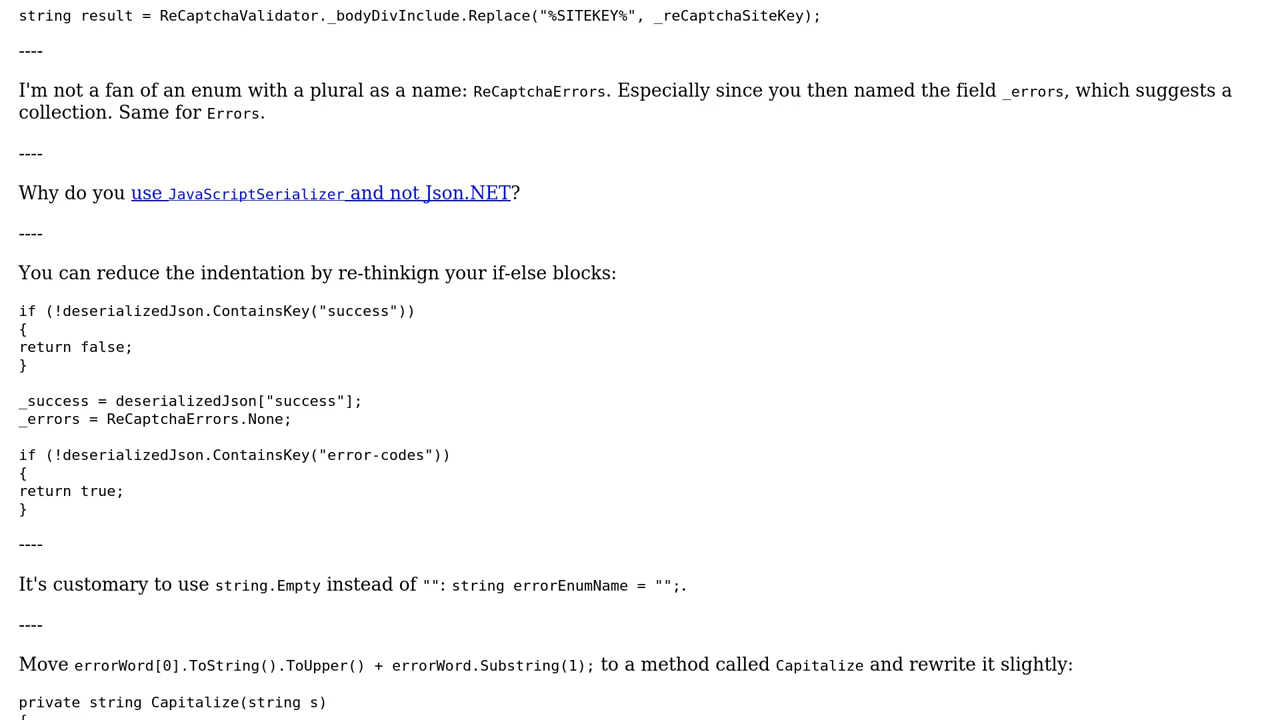 string result = ReCaptchaValidator._bodyDivInclude.Replace("%SITEKEY%", _reCaptchaSiteKey);
----
I'm not a fan of an enum with a plural as a name: ReCaptchaErrors. Especially since you then named the field _errors, which suggests a
collection. Same for Errors.
----
Why do you use JavaScriptSerializer and not Json.NET?
----
You can reduce the indentation by re-thinkign your if-else blocks:
if (!deserializedJson.ContainsKey("success"))
{
return false;
}
_success = deserializedJson["success"];
_errors = ReCaptchaErrors.None;
if (!deserializedJson.ContainsKey("error-codes"))
{
return true;
}
----
It's customary to use string.Empty instead of "": string errorEnumName = "";.
----
Move errorWord[0].ToString().ToUpper() + errorWord.Substring(1); to a method called Capitalize and rewrite it slightly:
private string Capitalize(string s)
{